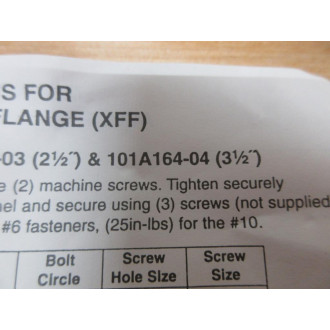 S FOR
FLANGE (XFF)
-03 (2½″) & 101A164-04 (3½″)
e (2) machine screws. Tighten securely
nel and secure using (3) screws (not supplied
#6 fasteners, (25in-lbs) for the #10.
Bolt Screw Screw
Circle Hole Size Size